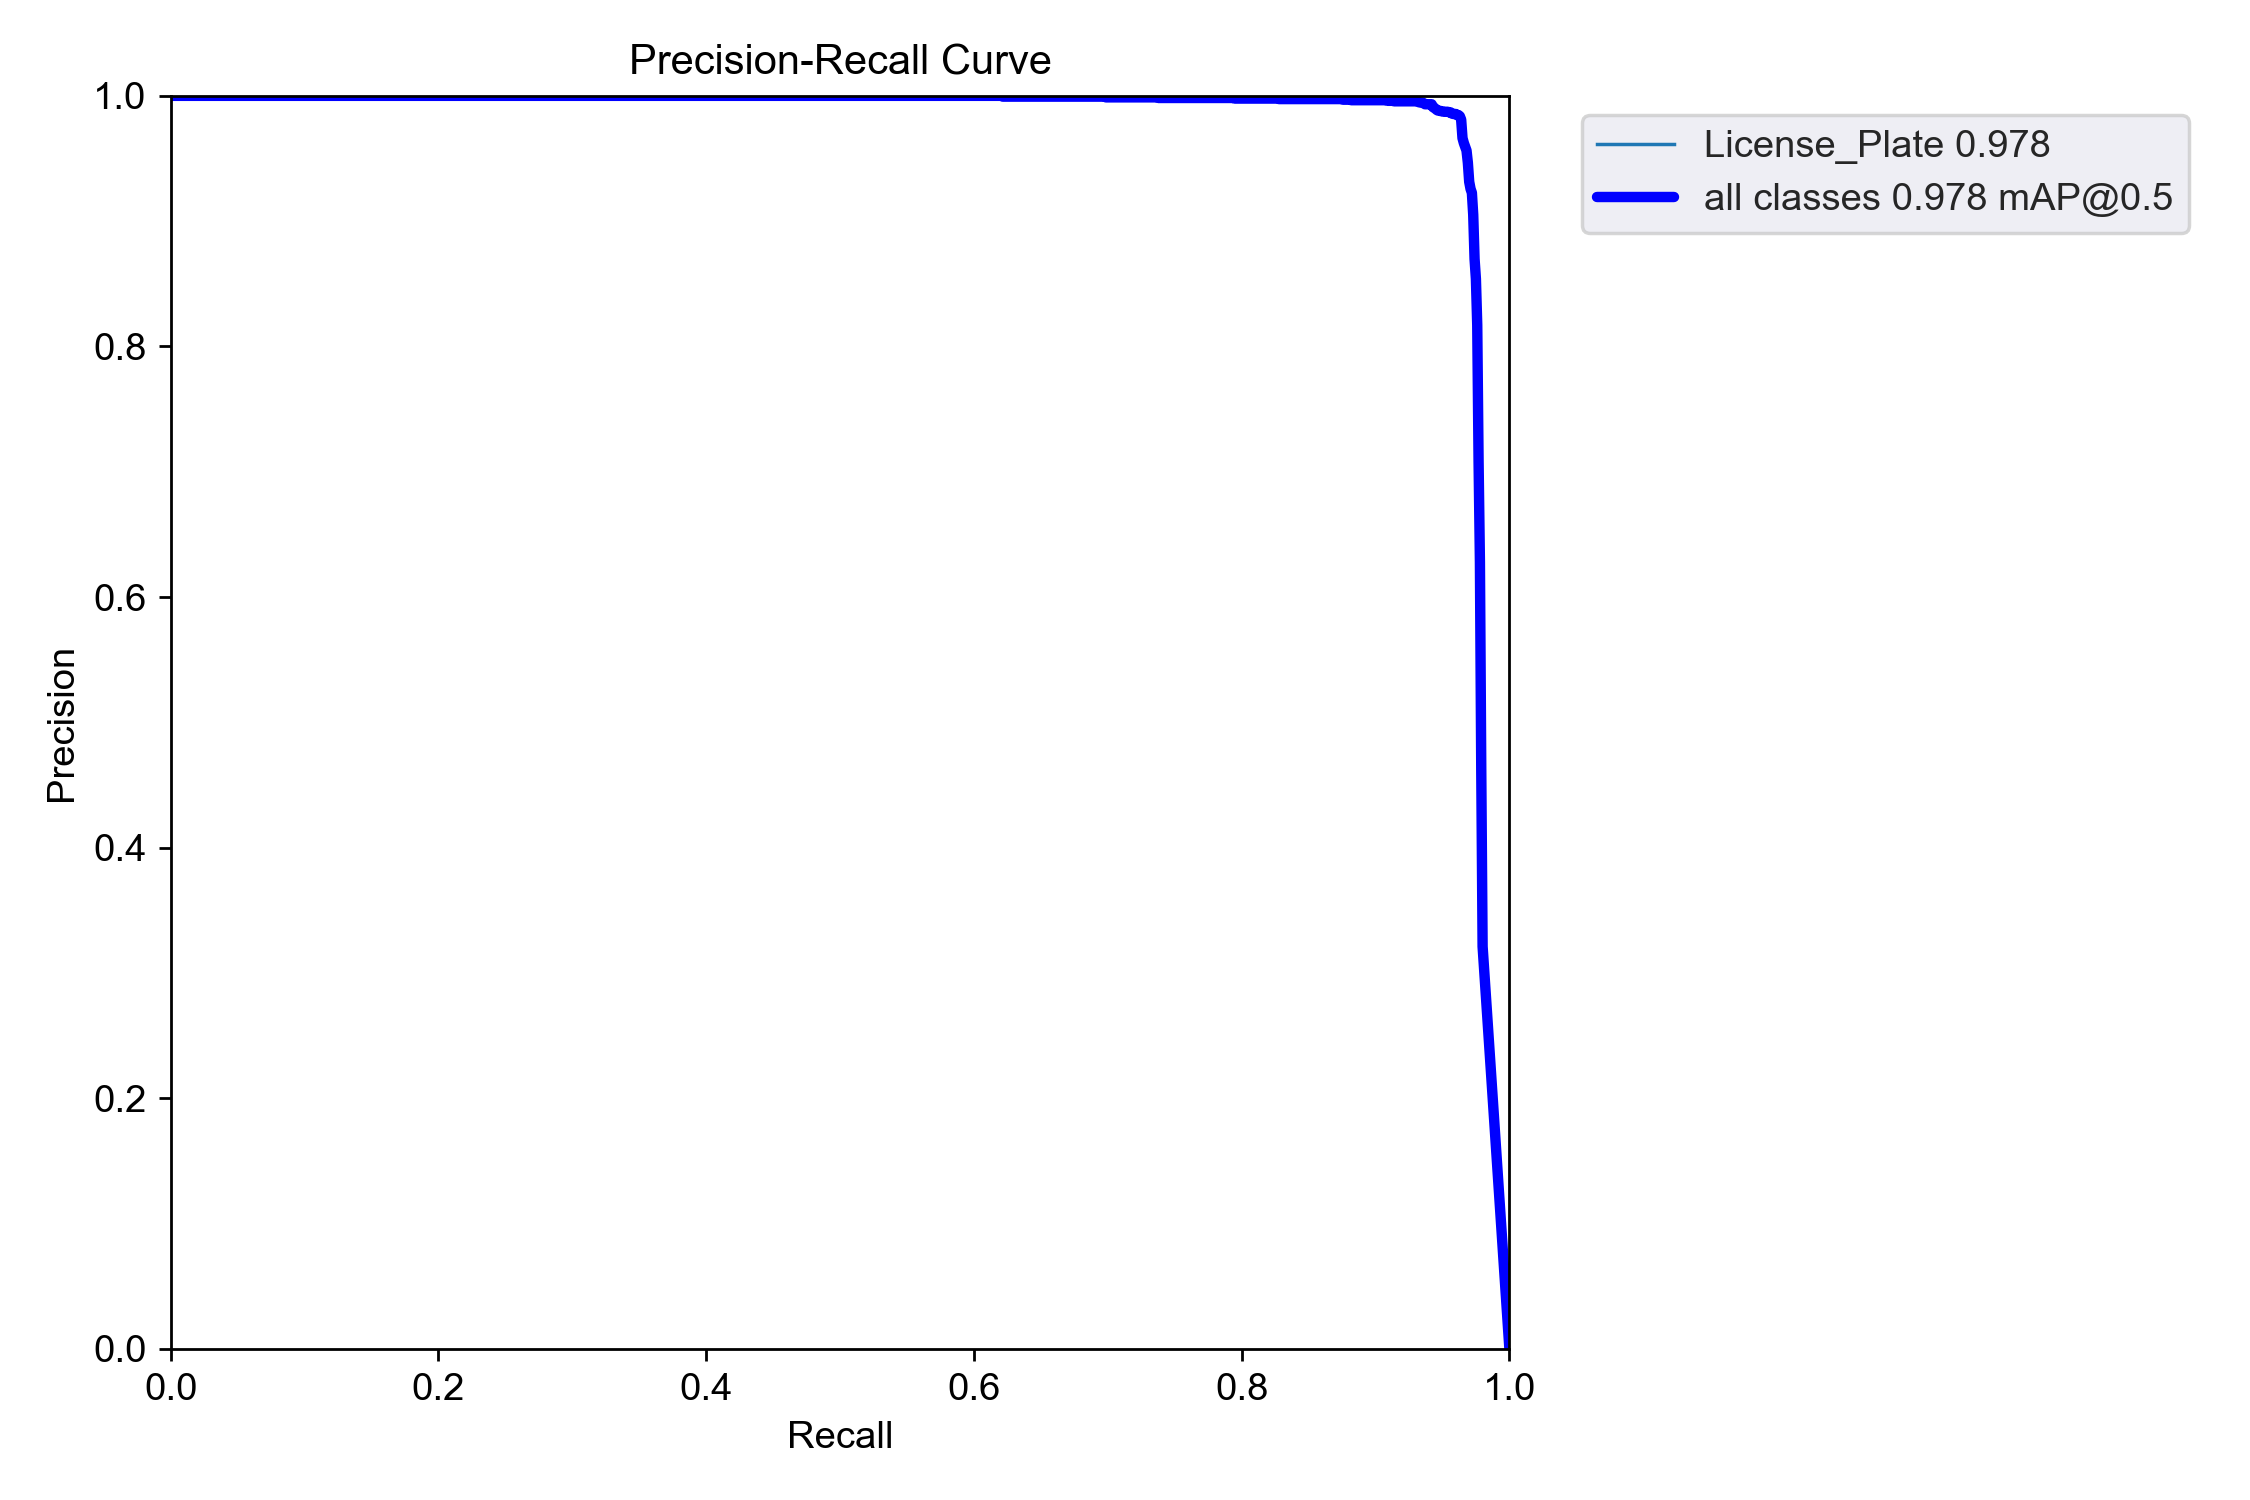 Precision-Recall Curve
1.0
0.8
0.6
0.4
0.2
0.0
Precision
0.0 0.2 0.4 0.6 0.8 1.0
Recall
License_Plate 0.978
all classes 0.978 mAP@0.5